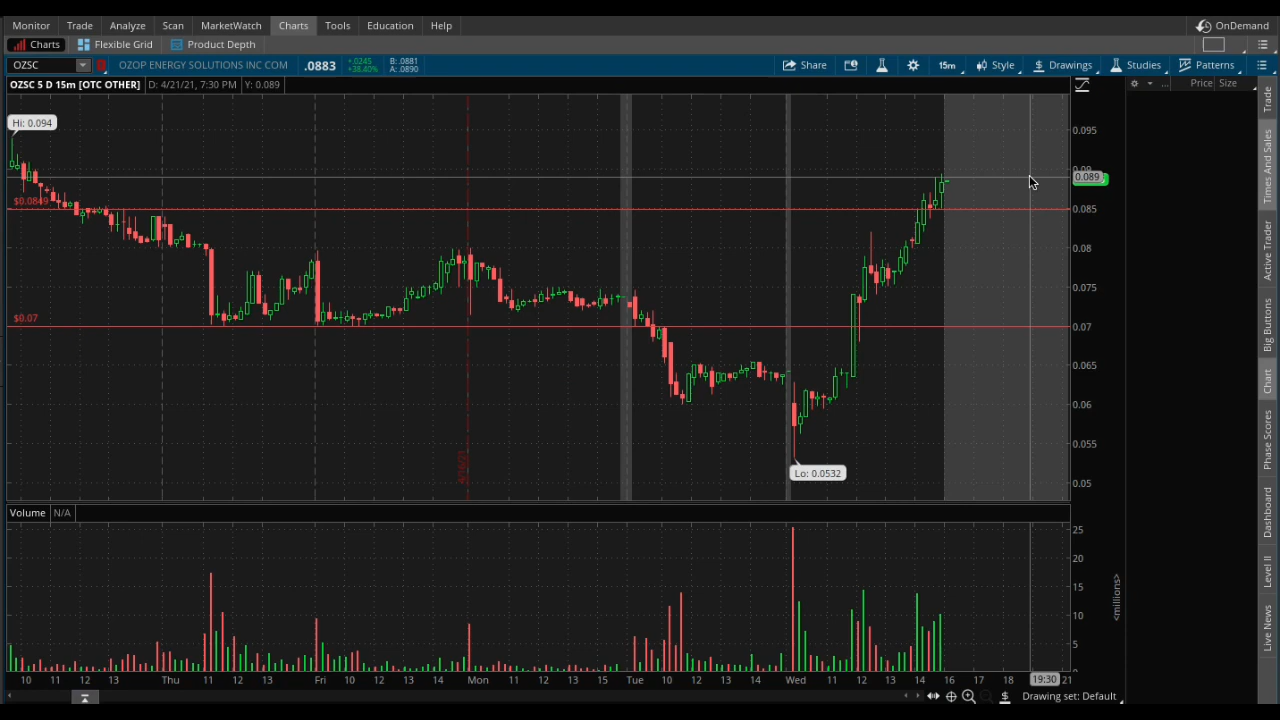 Monitor Trade Analyze Scan MarketWatch Charts Tools Education Help OnDemand
Charts Flexible Grid Product Depth
OZSC OZOP ENERGY SOLUTIONS INC COM .0883 +.0245 +38.40% B: .0881 A: .0890 Share 15m Style Drawings Studies Patterns
OZSC 5 D 15m [OTC OTHER] D: 4/21/21, 7:30 PM Y: 0.089 ... Price Size
Hi: 0.094
0.095
0.089
$0.0849
0.085
0.08
0.075
$0.07
0.07
0.065
0.06
0.055
4/16/21
Lo: 0.0532
0.05
Volume N/A
25
20
15
10
5
<millions>
10 11 12 13 Thu 11 12 13 Fri 10 11 12 13 14 Mon 11 12 13 14 15 Tue 10 11 12 13 14 Wed 11 12 13 14 16 17 18 19:30 21
Drawing set: Default
Trade
Times And Sales
Active Trader
Big Buttons
Chart
Phase Scores
Dashboard
Level II
Live News